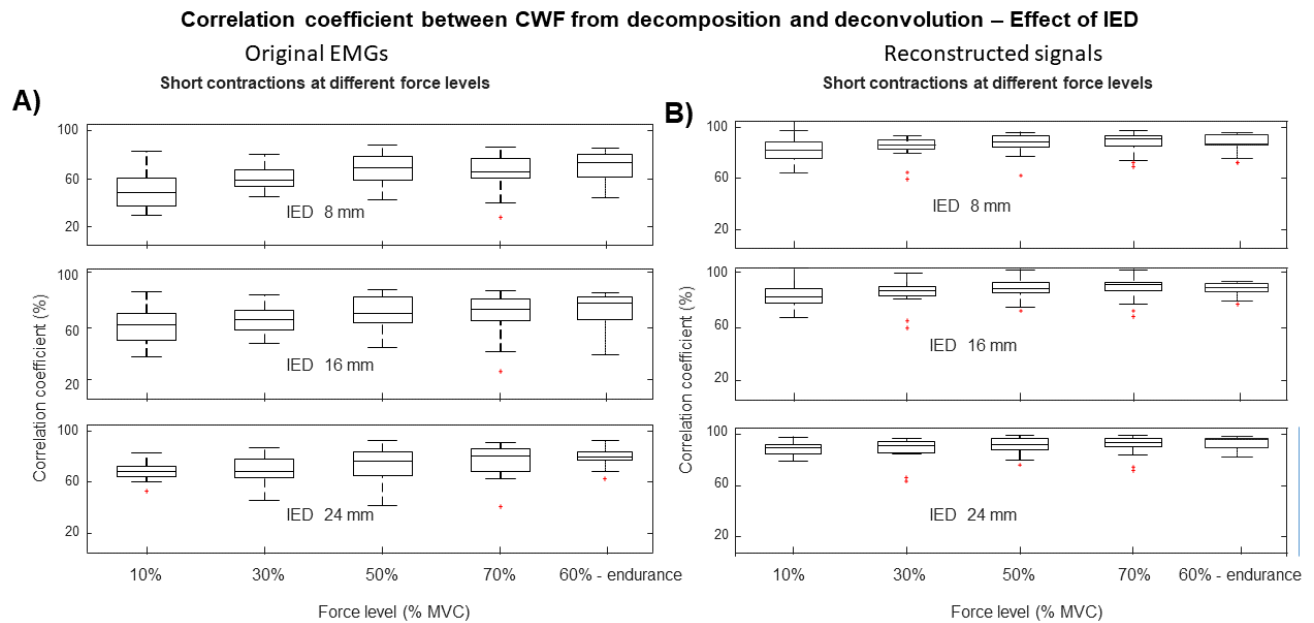 Correlation coefficient between CWF from decomposition and deconvolution – Effect of IED
Original EMGs
Short contractions at different force levels
A)
Correlation coefficient (%)
100
60
20
IED 8 mm
100
60
20
IED 16 mm
100
60
20
IED 24 mm
10% 30% 50% 70% 60% - endurance
Force level (% MVC)
Reconstructed signals
Short contractions at different force levels
B)
Correlation coefficient (%)
100
60
20
IED 8 mm
100
60
20
IED 16 mm
100
60
20
IED 24 mm
10% 30% 50% 70% 60% - endurance
Force level (% MVC)